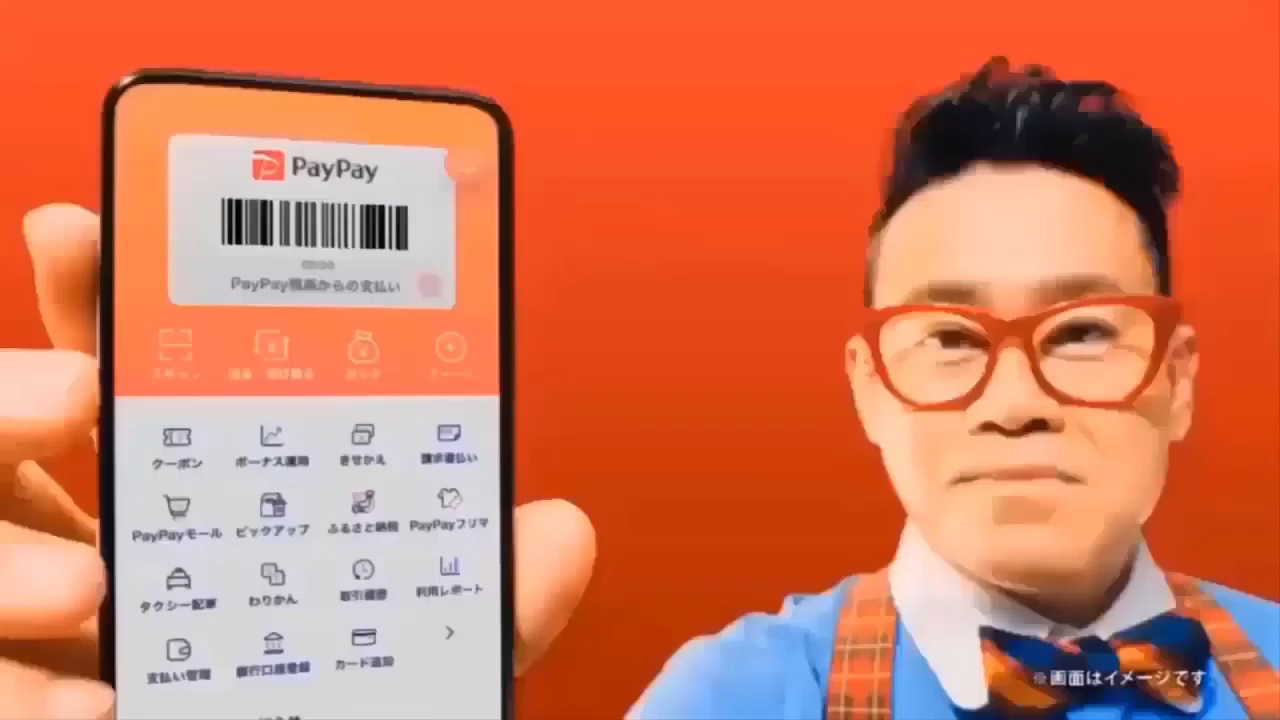 PayPay
PayPay残高からの支払い
スキャン
クーポン ボーナス運用 きせかえ 請求書払い
PayPayモール ピックアップ ふるさと納税 PayPayフリマ
タクシー配車 わりかん 取引履歴 利用レポート
支払い管理 銀行口座登録 カード追加
※画面はイメージです